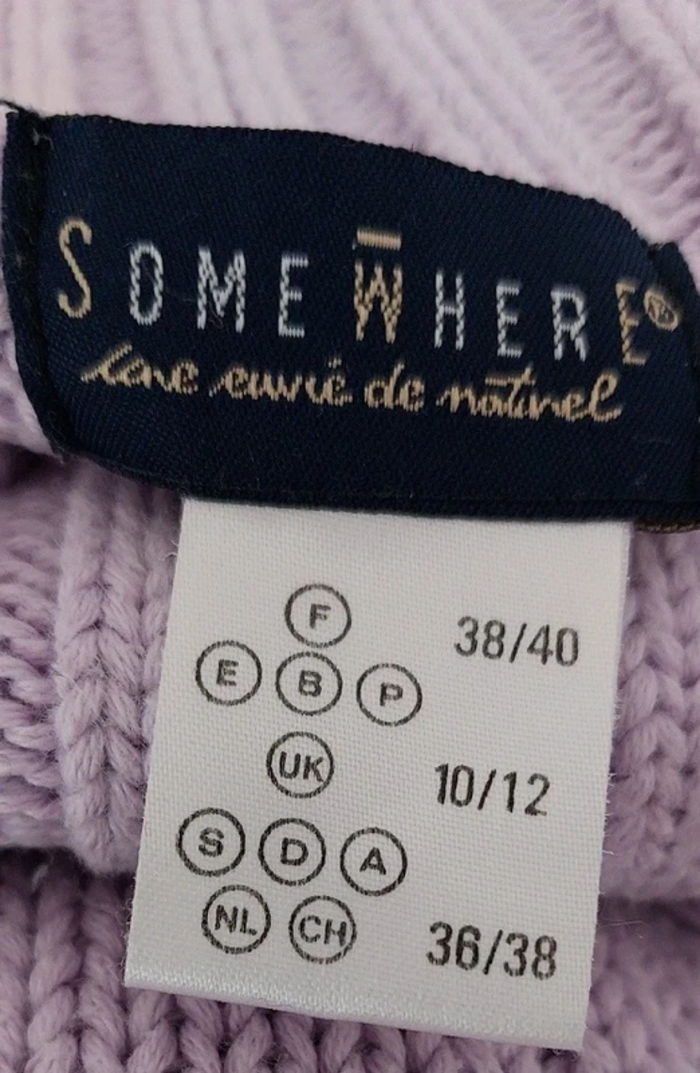 SOMEWHERE®
une envie de naturel
F 38/40
E B P
UK 10/12
S D A
NL CH 36/38